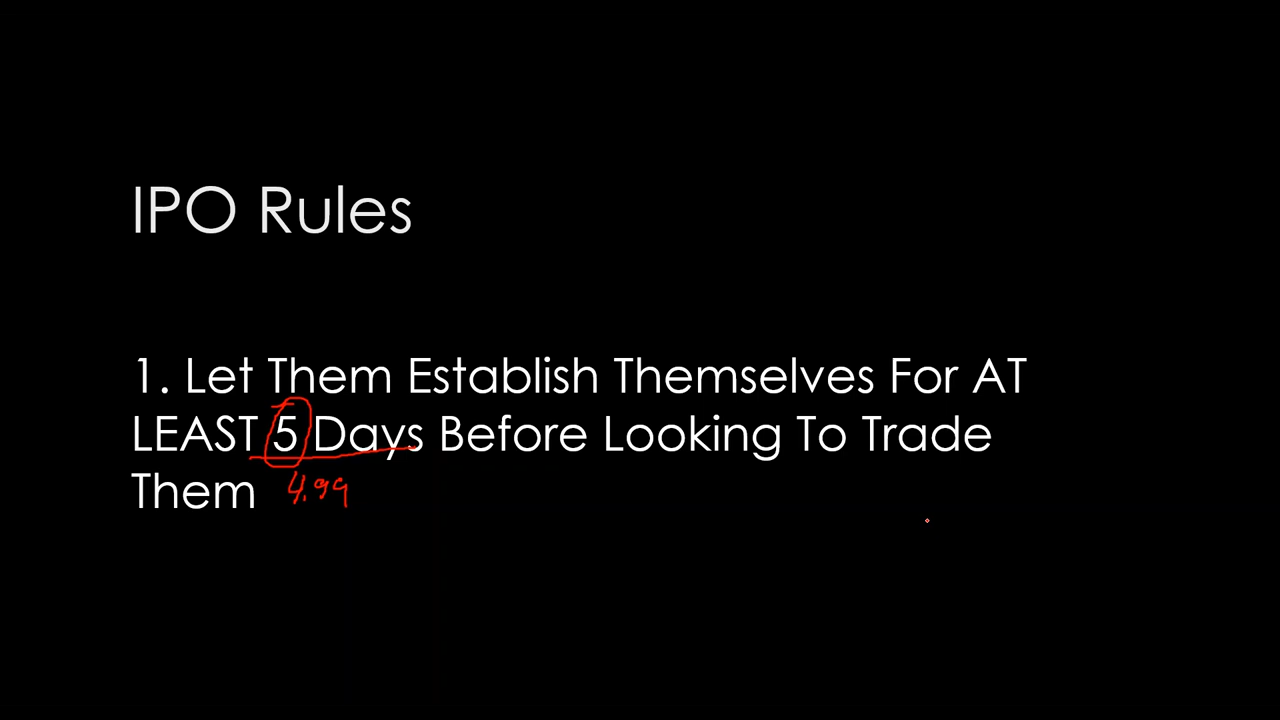 IPO Rules
1. Let Them Establish Themselves For AT
LEAST 5 Days Before Looking To Trade
Them 4.99